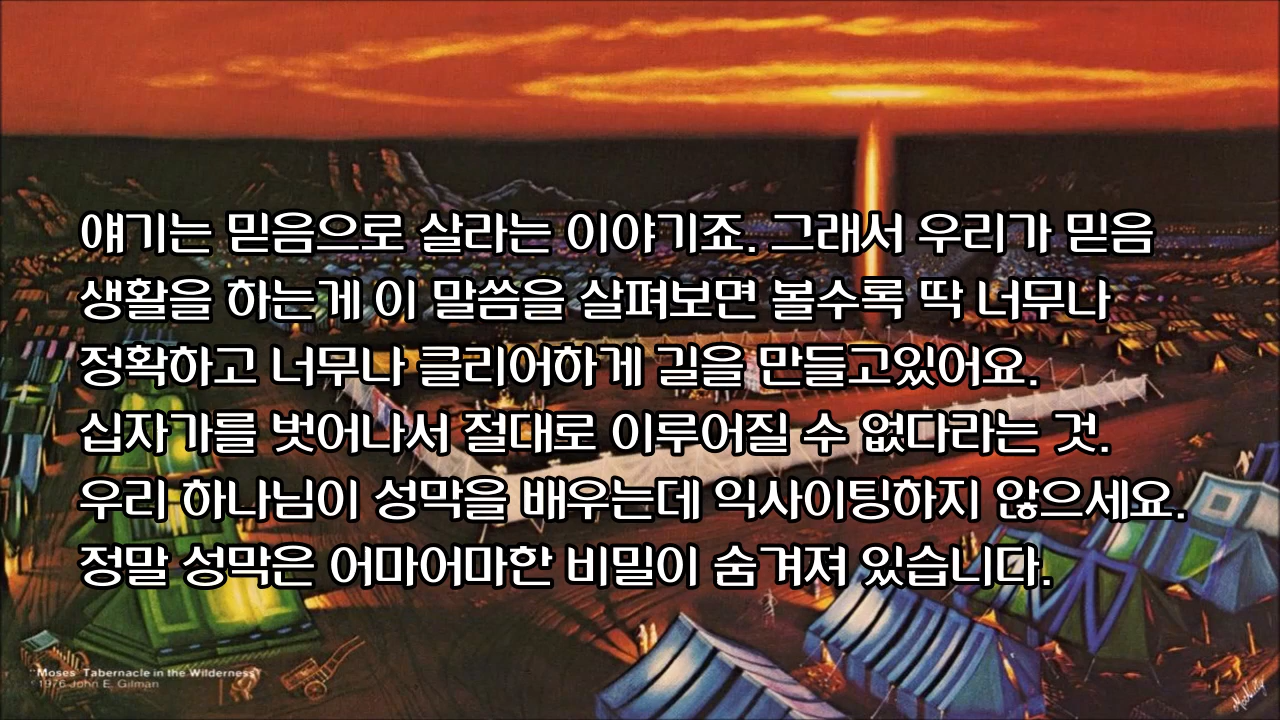 얘기는 믿음으로 살라는 이야기죠. 그래서 우리가 믿음
생활을 하는게 이 말씀을 살펴보면 볼수록 딱 너무나
정확하고 너무나 클리어하게 길을 만들고있어요.
십자가를 벗어나서 절대로 이루어질 수 없다라는 것.
우리 하나님이 성막을 배우는데 익사이팅하지 않으세요.
정말 성막은 어마어마한 비밀이 숨겨져 있습니다.
"Moses' Tabernacle in the Wilderness"
© 1976 John E. Gilman